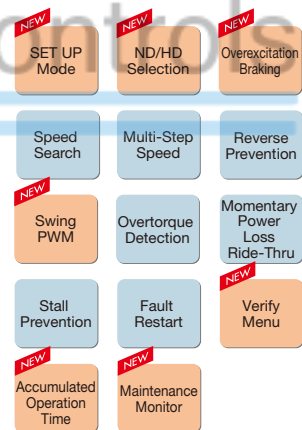 controls
NEW
NEW
NEW
SET UP
Mode
ND/HD
Selection
Overexcitation
Braking
Speed
Search
Multi-Step
Speed
Reverse
Prevention
NEW
Swing
PWM
Overtorque
Detection
Momentary
Power
Loss
Ride-Thru
Stall
Prevention
Fault
Restart
NEW
Verify
Menu
NEW
Accumulated
Operation
Time
NEW
Maintenance
Monitor